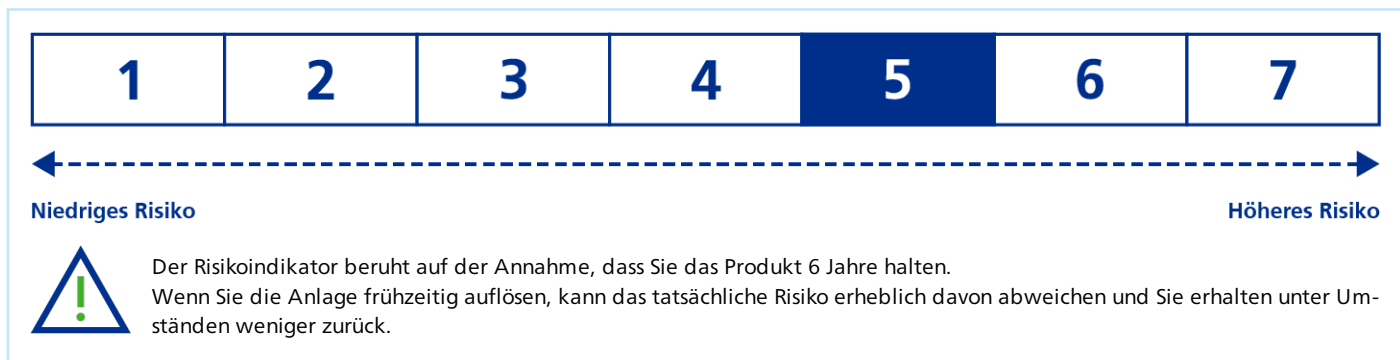 1 2 3 4 5 6 7
Niedriges Risiko Höheres Risiko
Der Risikoindikator beruht auf der Annahme, dass Sie das Produkt 6 Jahre halten.
Wenn Sie die Anlage frühzeitig auflösen, kann das tatsächliche Risiko erheblich davon abweichen und Sie erhalten unter Um-
ständen weniger zurück.